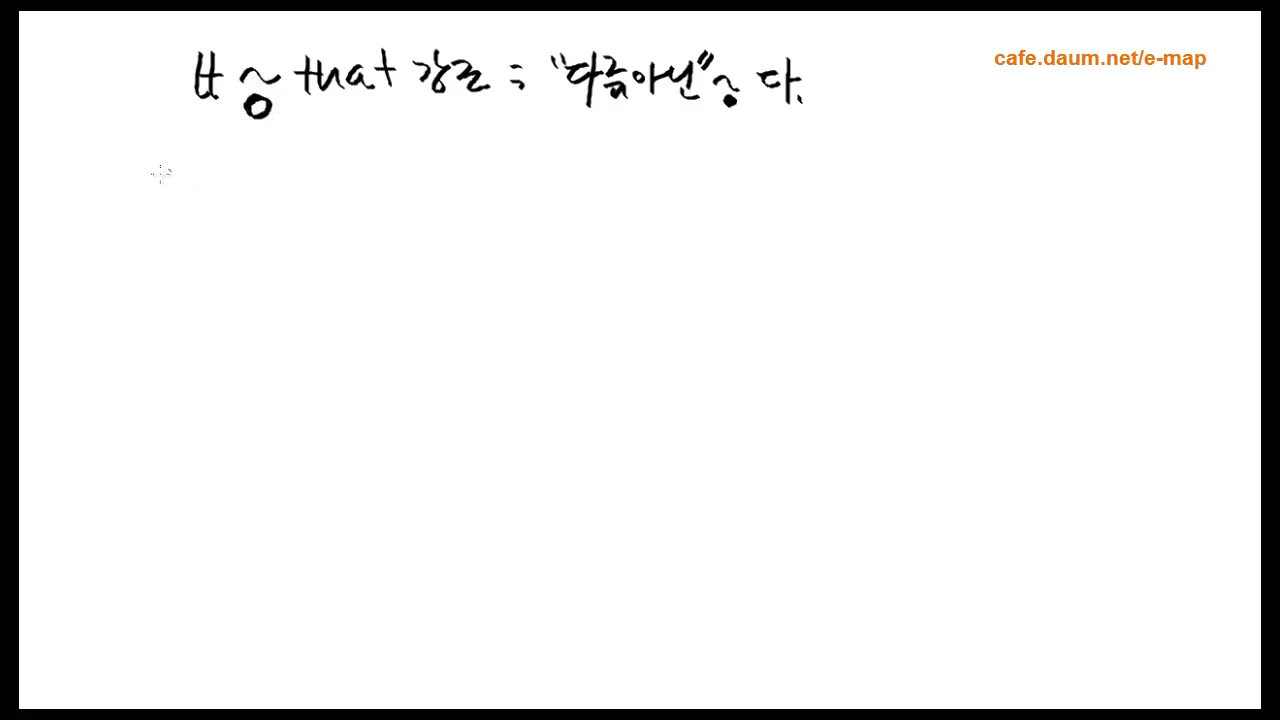 It ~ that 강조 : "다름아닌" ~ 다.
cafe.daum.net/e-map